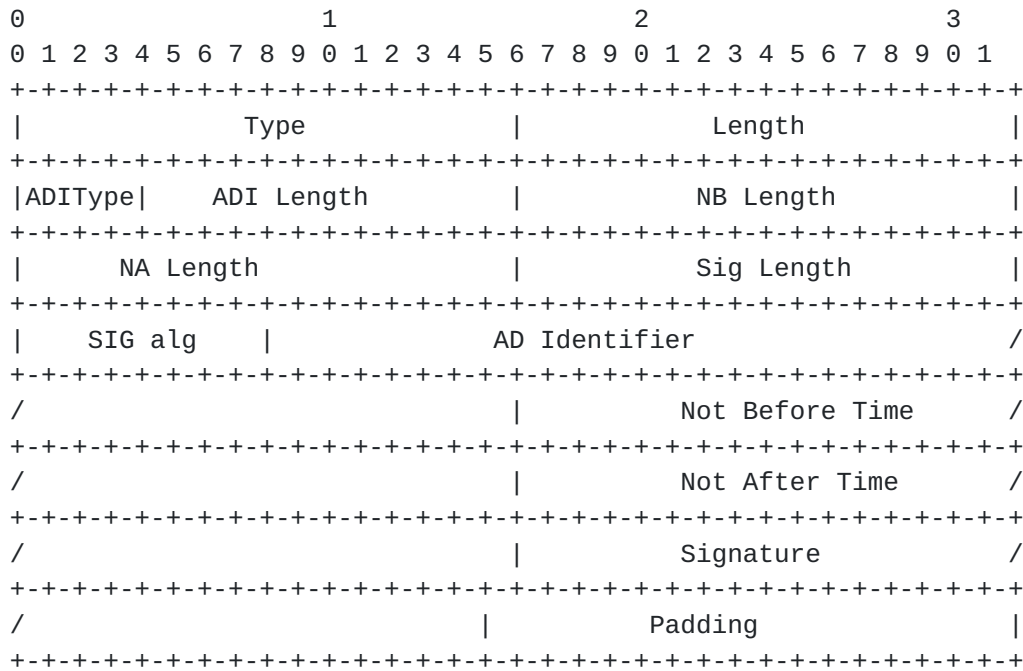 0                   1                   2                   3
0 1 2 3 4 5 6 7 8 9 0 1 2 3 4 5 6 7 8 9 0 1 2 3 4 5 6 7 8 9 0 1
+-+-+-+-+-+-+-+-+-+-+-+-+-+-+-+-+-+-+-+-+-+-+-+-+-+-+-+-+-+-+-+-+
|              Type             |            Length             |
+-+-+-+-+-+-+-+-+-+-+-+-+-+-+-+-+-+-+-+-+-+-+-+-+-+-+-+-+-+-+-+-+
|ADIType|    ADI Length         |           NB Length           |
+-+-+-+-+-+-+-+-+-+-+-+-+-+-+-+-+-+-+-+-+-+-+-+-+-+-+-+-+-+-+-+-+
|      NA Length                |           Sig Length          |
+-+-+-+-+-+-+-+-+-+-+-+-+-+-+-+-+-+-+-+-+-+-+-+-+-+-+-+-+-+-+-+-+
|    SIG alg    |              AD Identifier                    /
+-+-+-+-+-+-+-+-+-+-+-+-+-+-+-+-+-+-+-+-+-+-+-+-+-+-+-+-+-+-+-+-+
/                               |          Not Before Time      /
+-+-+-+-+-+-+-+-+-+-+-+-+-+-+-+-+-+-+-+-+-+-+-+-+-+-+-+-+-+-+-+-+
/                               |          Not After Time       /
+-+-+-+-+-+-+-+-+-+-+-+-+-+-+-+-+-+-+-+-+-+-+-+-+-+-+-+-+-+-+-+-+
/                               |          Signature            /
+-+-+-+-+-+-+-+-+-+-+-+-+-+-+-+-+-+-+-+-+-+-+-+-+-+-+-+-+-+-+-+-+
/                             |          Padding                |
+-+-+-+-+-+-+-+-+-+-+-+-+-+-+-+-+-+-+-+-+-+-+-+-+-+-+-+-+-+-+-+-+